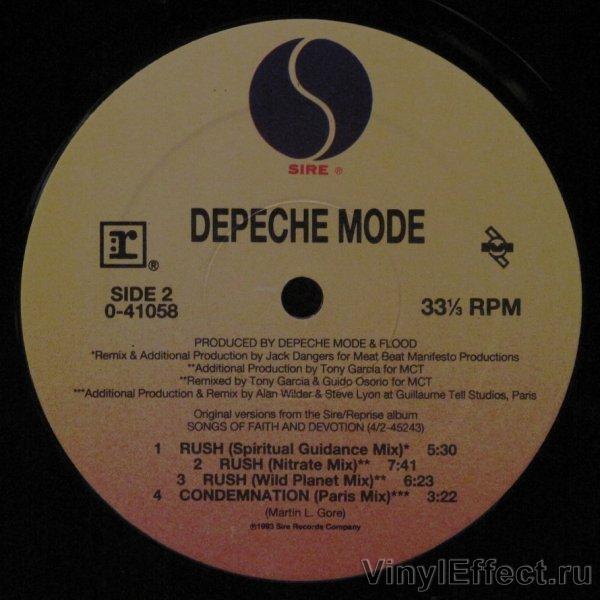 SIRE ®
DEPECHE MODE
r ®
SIDE 2
0-41058
33⅓ RPM
PRODUCED BY DEPECHE MODE & FLOOD
*Remix & Additional Production by Jack Dangers for Meat Beat Manifesto Productions
**Additional Production by Tony García for MCT
**Remixed by Tony Garcia & Guido Osorio for MCT
***Additional Production & Remix by Alan Wilder & Steve Lyon at Guillaume Tell Studios, Paris
Original versions from the Sire/Reprise album
SONGS OF FAITH AND DEVOTION (4/2-45243)
1 RUSH (Spiritual Guidance Mix)* 5:30
2 RUSH (Nitrate Mix)** 7:41
3 RUSH (Wild Planet Mix)** 6:23
4 CONDEMNATION (Paris Mix)*** 3:22
(Martin L. Gore)
℗1993 Sire Records Company
VinylEffect.ru